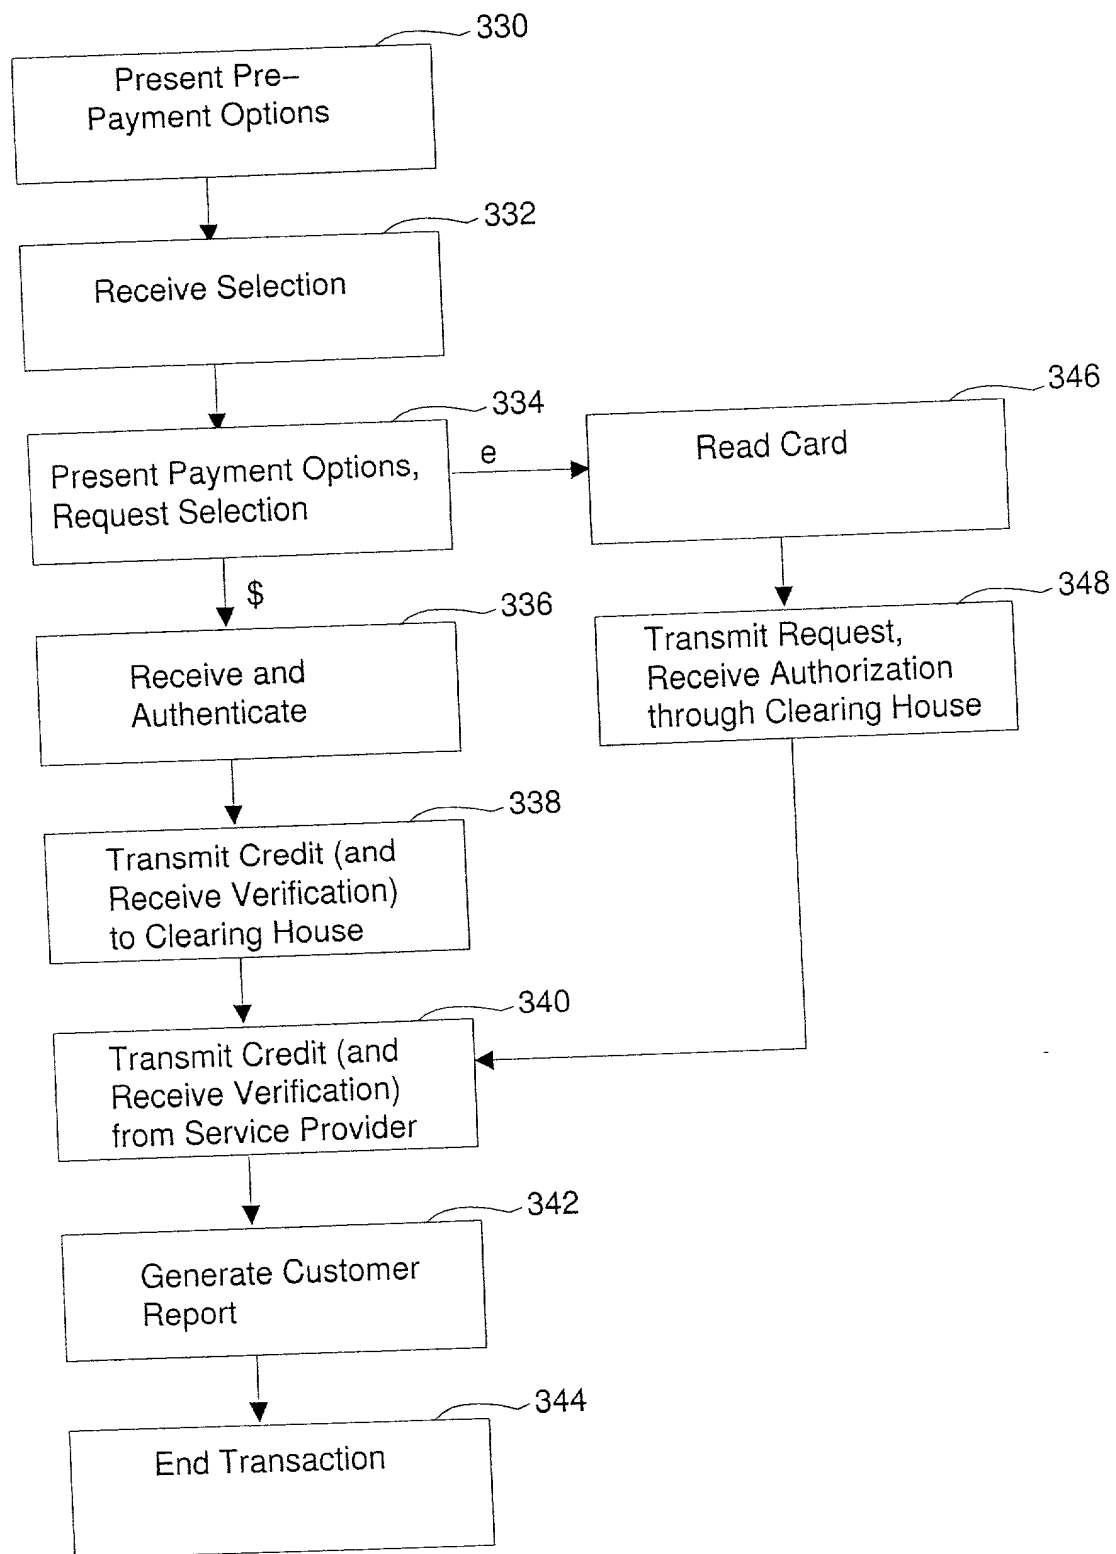 330
Present Pre–
Payment Options
332
Receive Selection
334
Present Payment Options,
Request Selection
e
346
Read Card
$
336
Receive and
Authenticate
348
Transmit Request,
Receive Authorization
through Clearing House
338
Transmit Credit (and
Receive Verification)
to Clearing House
340
Transmit Credit (and
Receive Verification)
from Service Provider
342
Generate Customer
Report
344
End Transaction